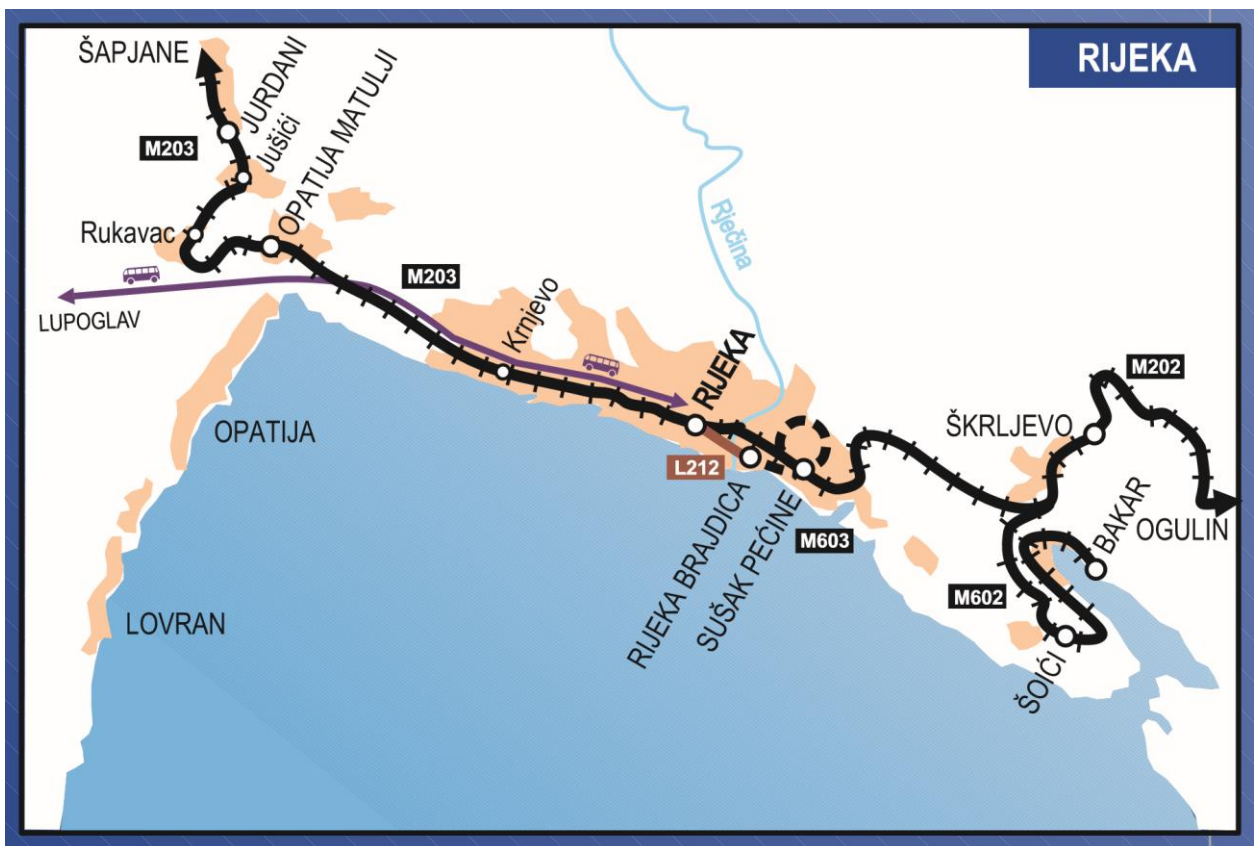 RIJEKA
ŠAPJANE
JURDANI
M203
Jušići
OPATIJA MATULJI
Rukavac
Rječina
M203
LUPOGLAV
Krnjevo
RIJEKA
M202
ŠKRLJEVO
OPATIJA
L212
BAKAR
OGULIN
RIJEKA BRAJDICA
SUŠAK PEĆINE
M603
M602
LOVRAN
ŠOIĆI